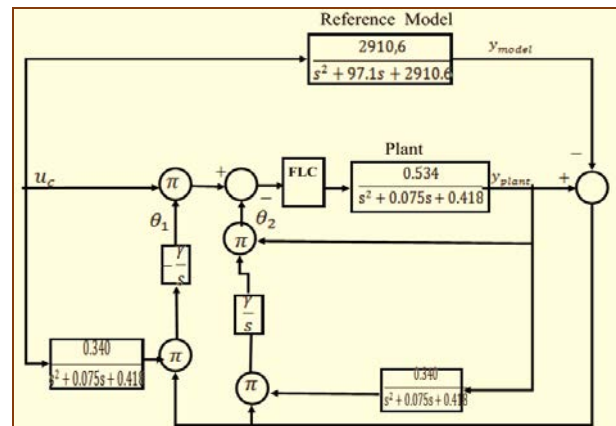 Reference Model
2910,6
s² + 97.1s + 2910.6
y_model
−
Plant
FLC
0.534
s² + 0.075s + 0.418
u_c
π
+
−
y_plant
+
θ₁
θ₂
π
−γ/s
γ/s
0.340
s² + 0.075s + 0.418
π
π
0.340
s² + 0.075s + 0.418